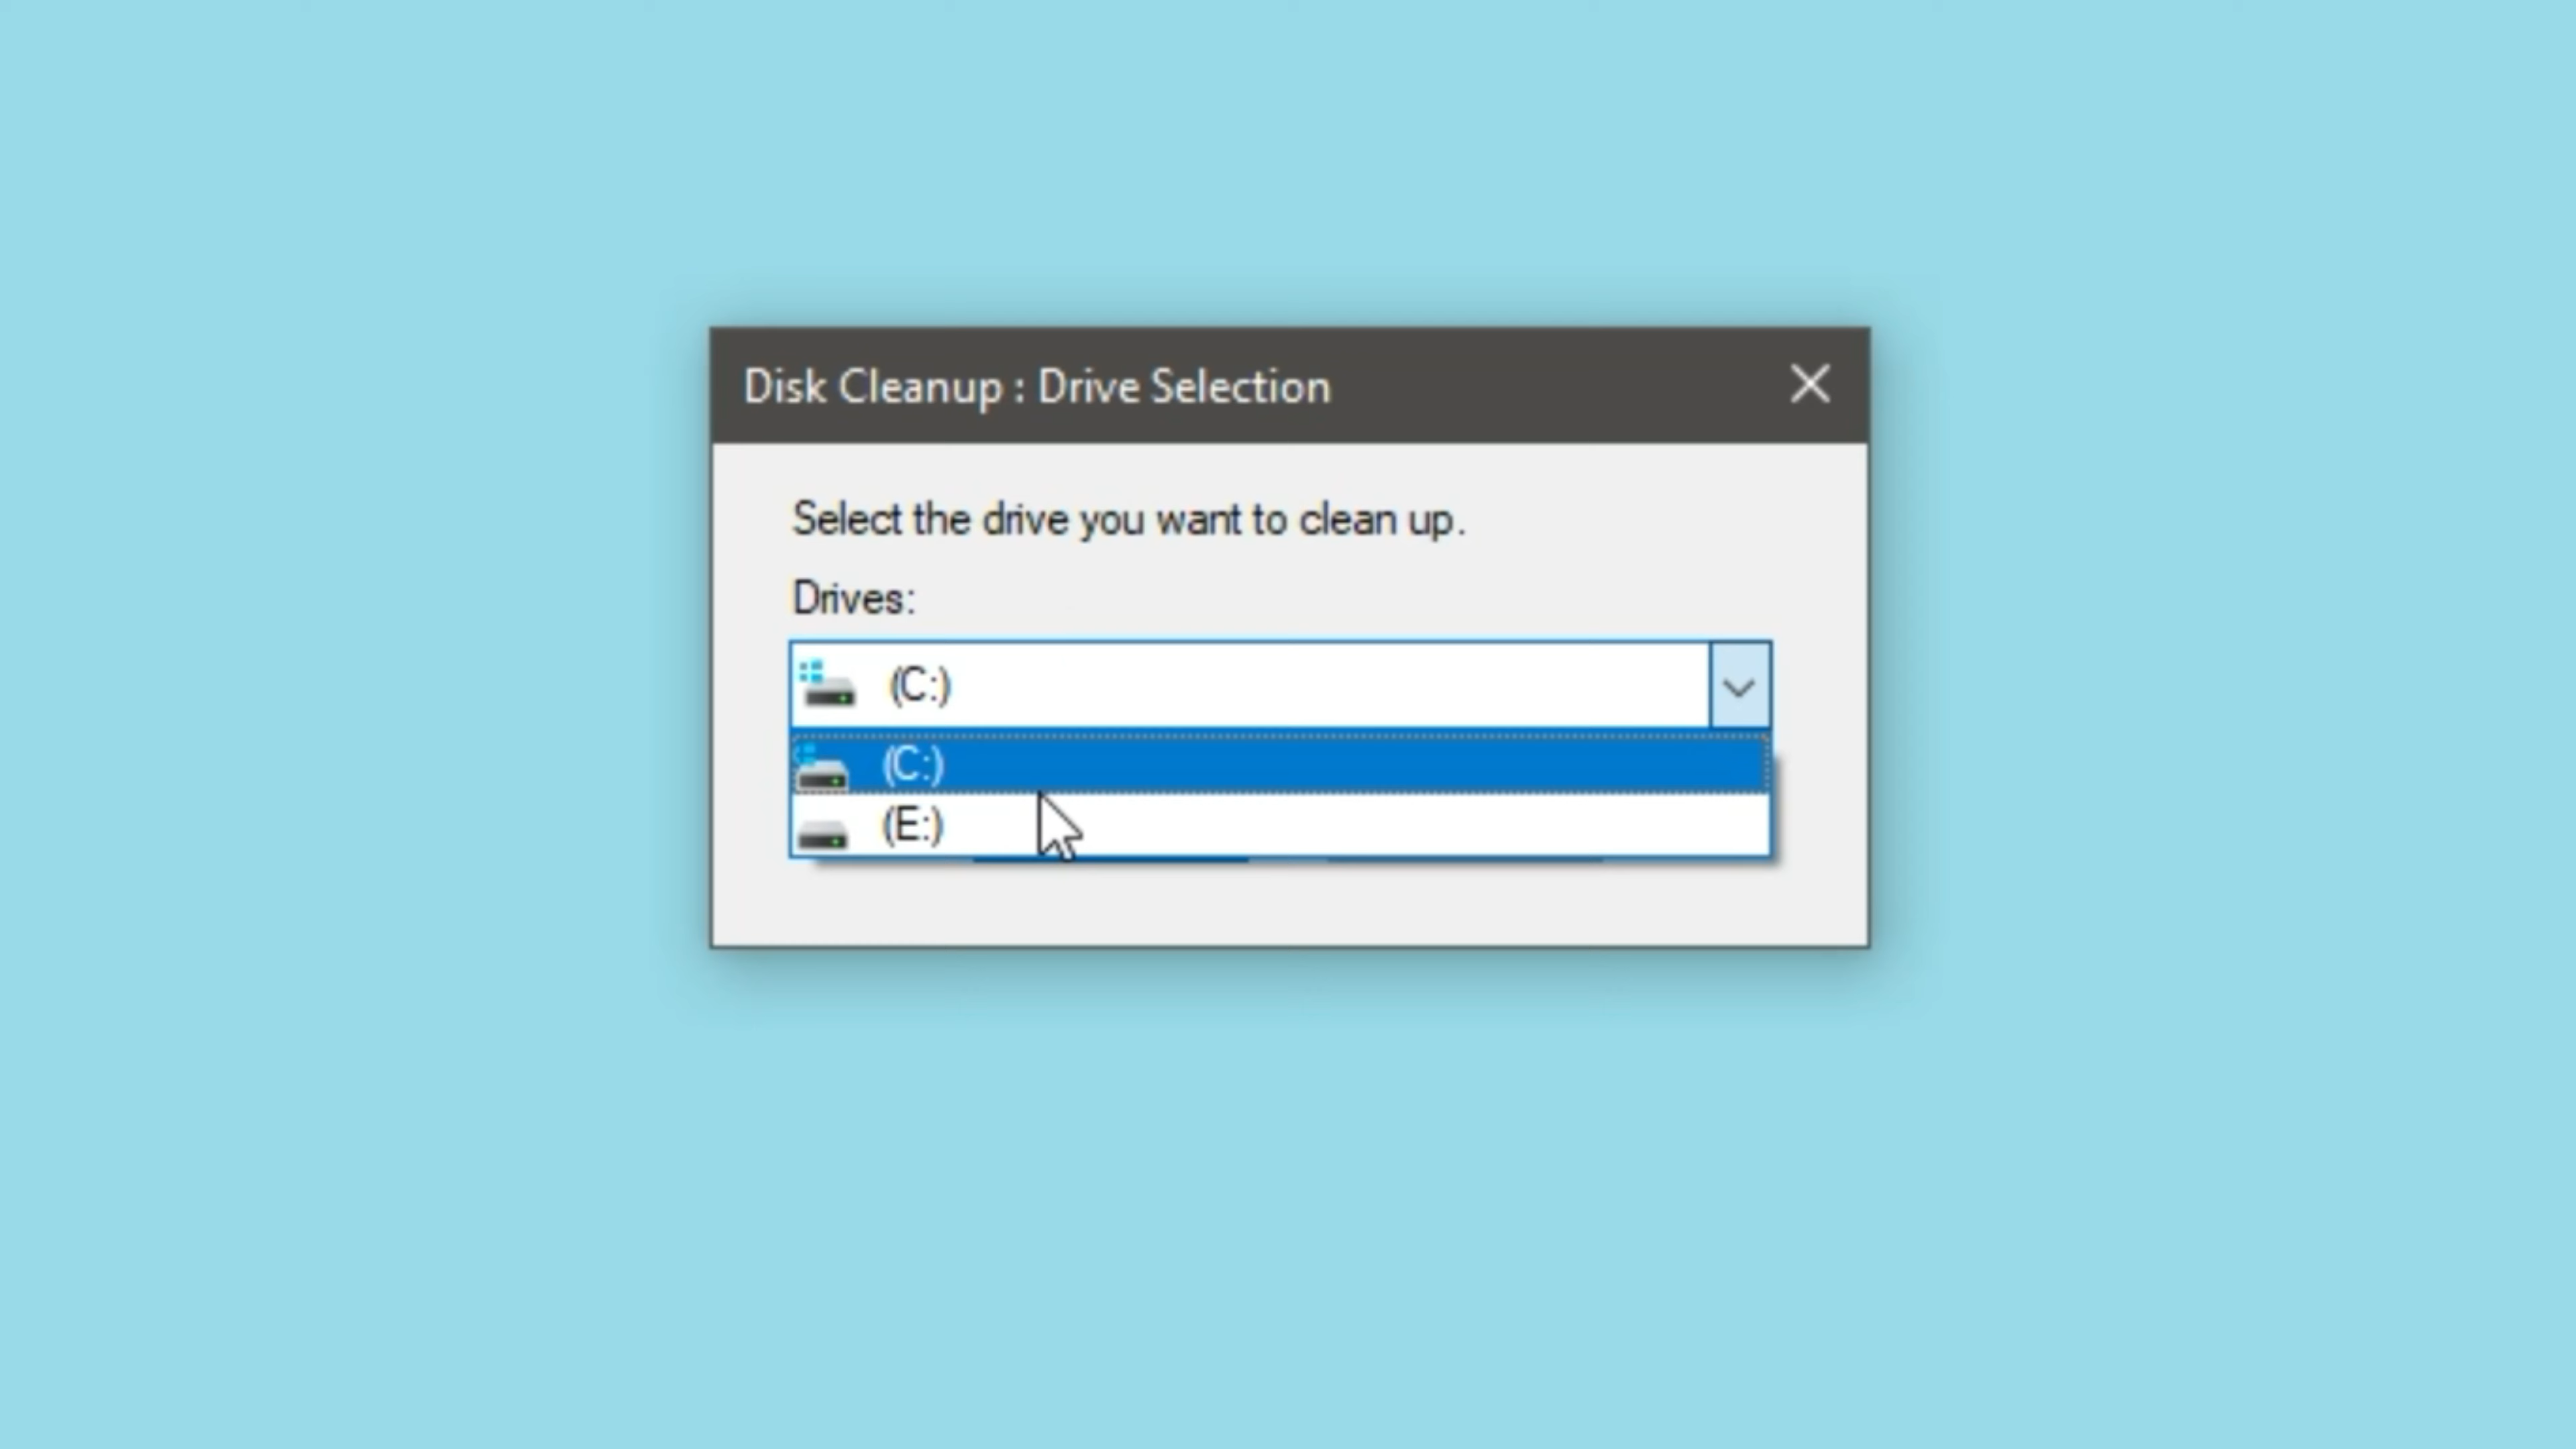 Disk Cleanup : Drive Selection
Select the drive you want to clean up.
Drives:
(C:)
(C:)
(E:)